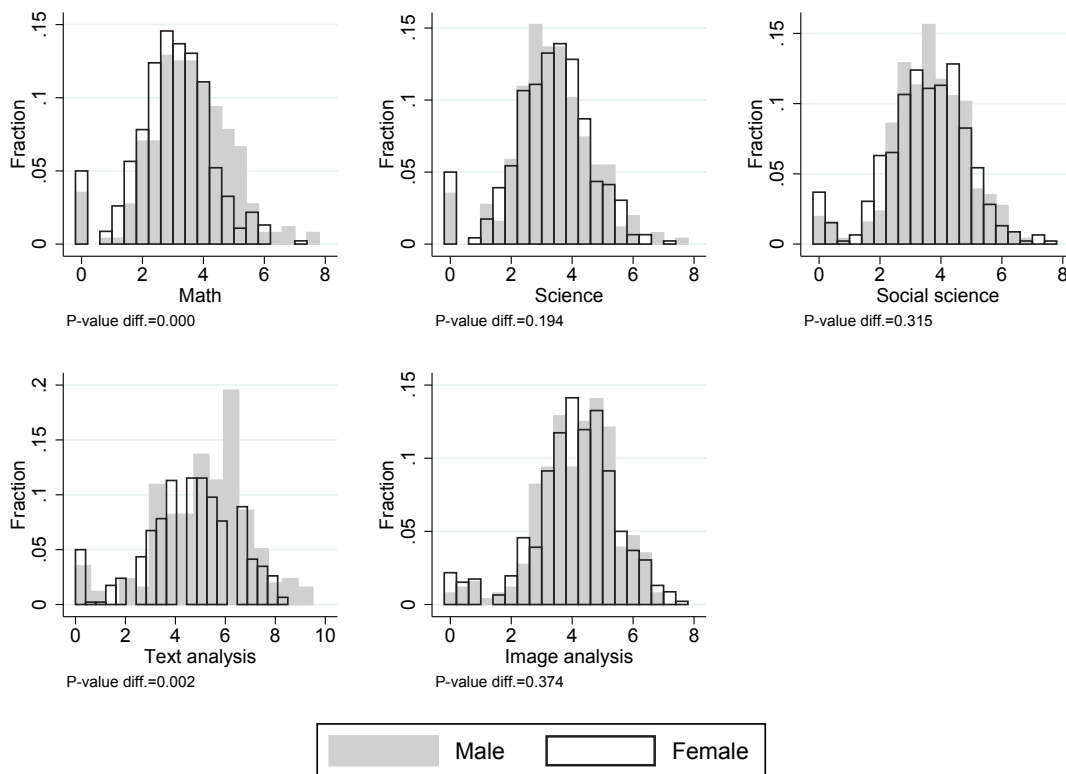 Fraction
0 .05 .1 .15
0 2 4 6 8
Math
P-value diff.=0.000
Fraction
0 .05 .1 .15
0 2 4 6 8
Science
P-value diff.=0.194
Fraction
0 .05 .1 .15
0 2 4 6 8
Social science
P-value diff.=0.315
Fraction
0 .05 .1 .15 .2
0 2 4 6 8 10
Text analysis
P-value diff.=0.002
Fraction
0 .05 .1 .15
0 2 4 6 8
Image analysis
P-value diff.=0.374
Male Female